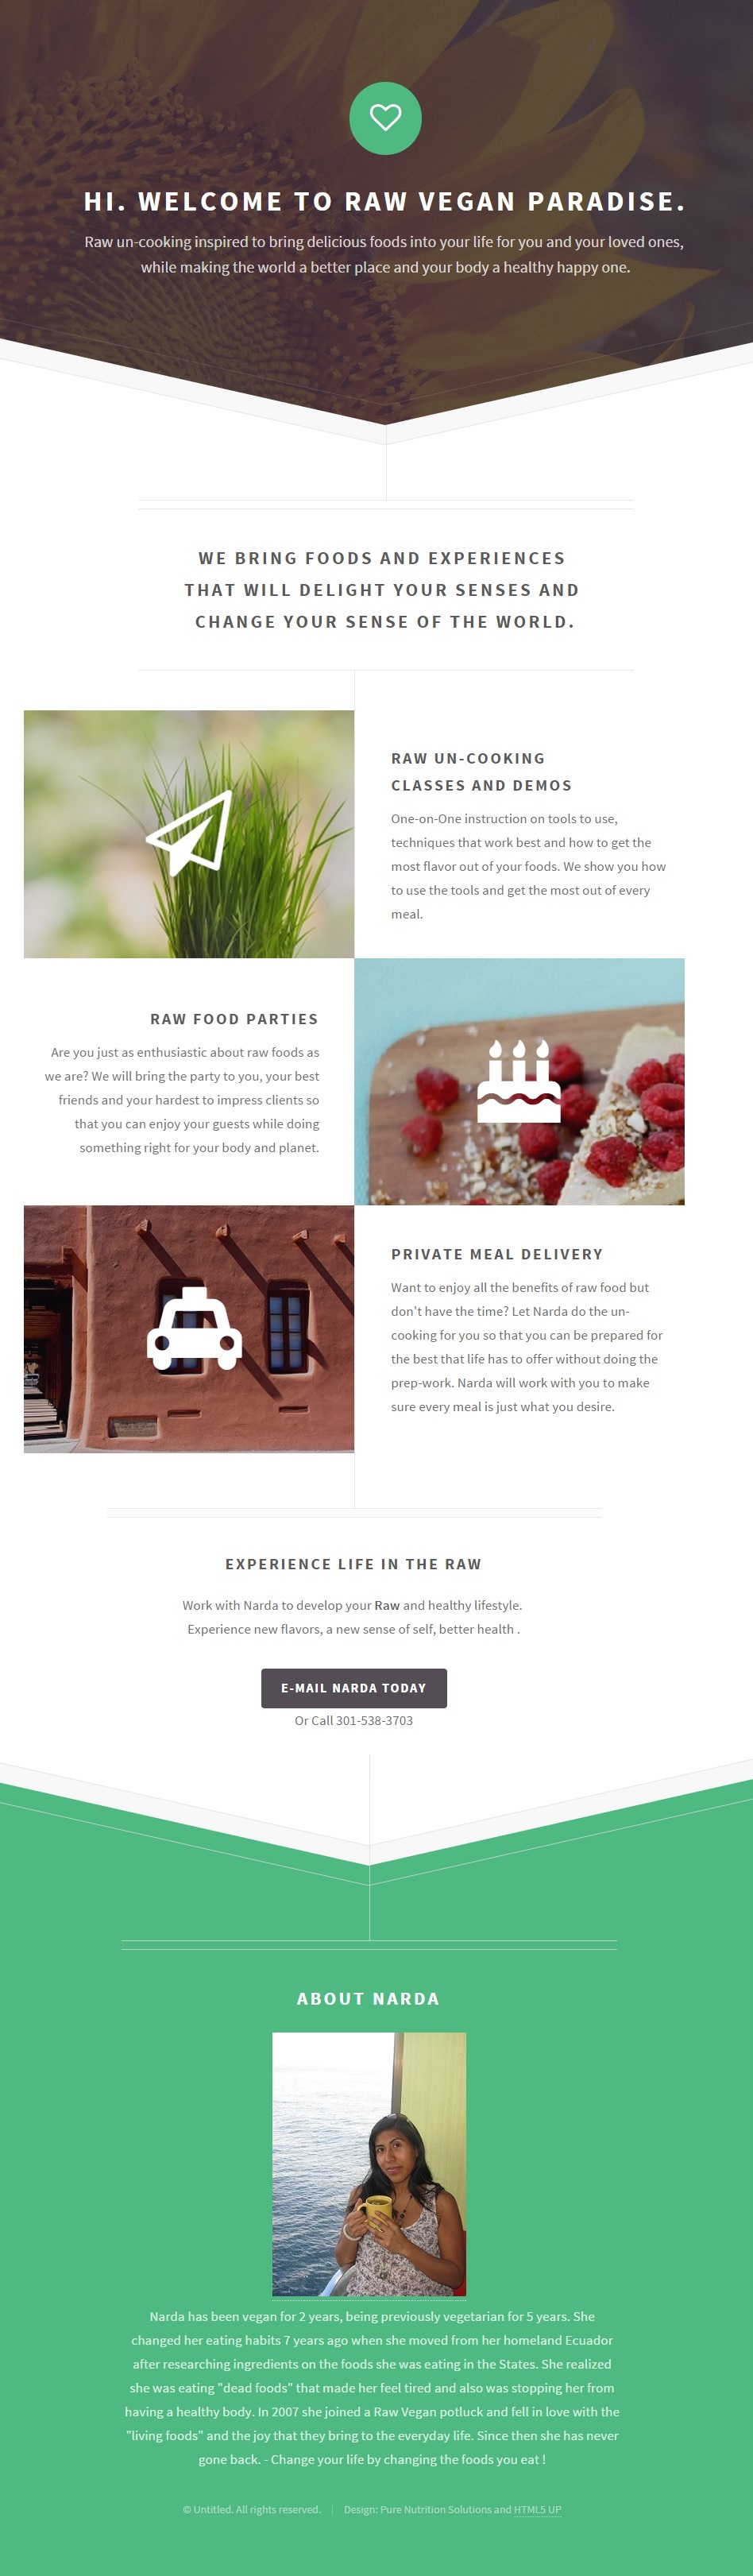 HI. WELCOME TO RAW VEGAN PARADISE.
Raw un-cooking inspired to bring delicious foods into your life for you and your loved ones,
while making the world a better place and your body a healthy happy one.
WE BRING FOODS AND EXPERIENCES
THAT WILL DELIGHT YOUR SENSES AND
CHANGE YOUR SENSE OF THE WORLD.
RAW UN-COOKING
CLASSES AND DEMOS
One-on-One instruction on tools to use,
techniques that work best and how to get the
most flavor out of your foods. We show you how
to use the tools and get the most out of every
meal.
RAW FOOD PARTIES
Are you just as enthusiastic about raw foods as
we are? We will bring the party to you, your best
friends and your hardest to impress clients so
that you can enjoy your guests while doing
something right for your body and planet.
PRIVATE MEAL DELIVERY
Want to enjoy all the benefits of raw food but
don't have the time? Let Narda do the un-
cooking for you so that you can be prepared for
the best that life has to offer without doing the
prep-work. Narda will work with you to make
sure every meal is just what you desire.
EXPERIENCE LIFE IN THE RAW
Work with Narda to develop your Raw and healthy lifestyle.
Experience new flavors, a new sense of self, better health .
E-MAIL NARDA TODAY
Or Call 301-538-3703
ABOUT NARDA
Narda has been vegan for 2 years, being previously vegetarian for 5 years. She
changed her eating habits 7 years ago when she moved from her homeland Ecuador
after researching ingredients on the foods she was eating in the States. She realized
she was eating "dead foods" that made her feel tired and also was stopping her from
having a healthy body. In 2007 she joined a Raw Vegan potluck and fell in love with the
"living foods" and the joy that they bring to the everyday life. Since then she has never
gone back. - Change your life by changing the foods you eat !
© Untitled. All rights reserved. Design: Pure Nutrition Solutions and HTML5 UP